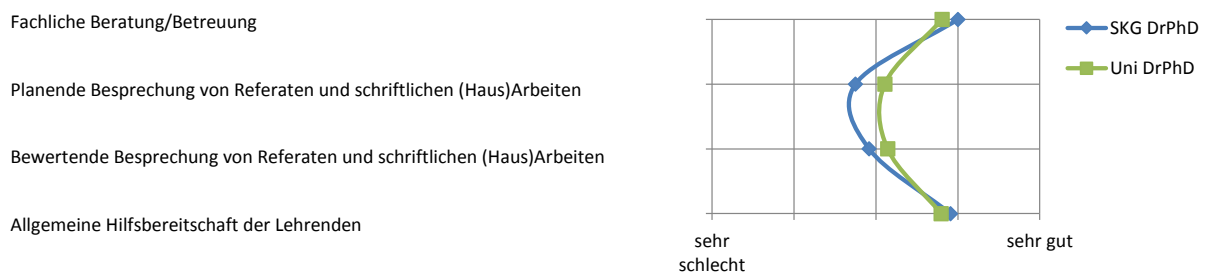 Fachliche Beratung/Betreuung
SKG DrPhD
Uni DrPhD
Planende Besprechung von Referaten und schriftlichen (Haus)Arbeiten
Bewertende Besprechung von Referaten und schriftlichen (Haus)Arbeiten
Allgemeine Hilfsbereitschaft der Lehrenden
sehr
schlecht
sehr gut